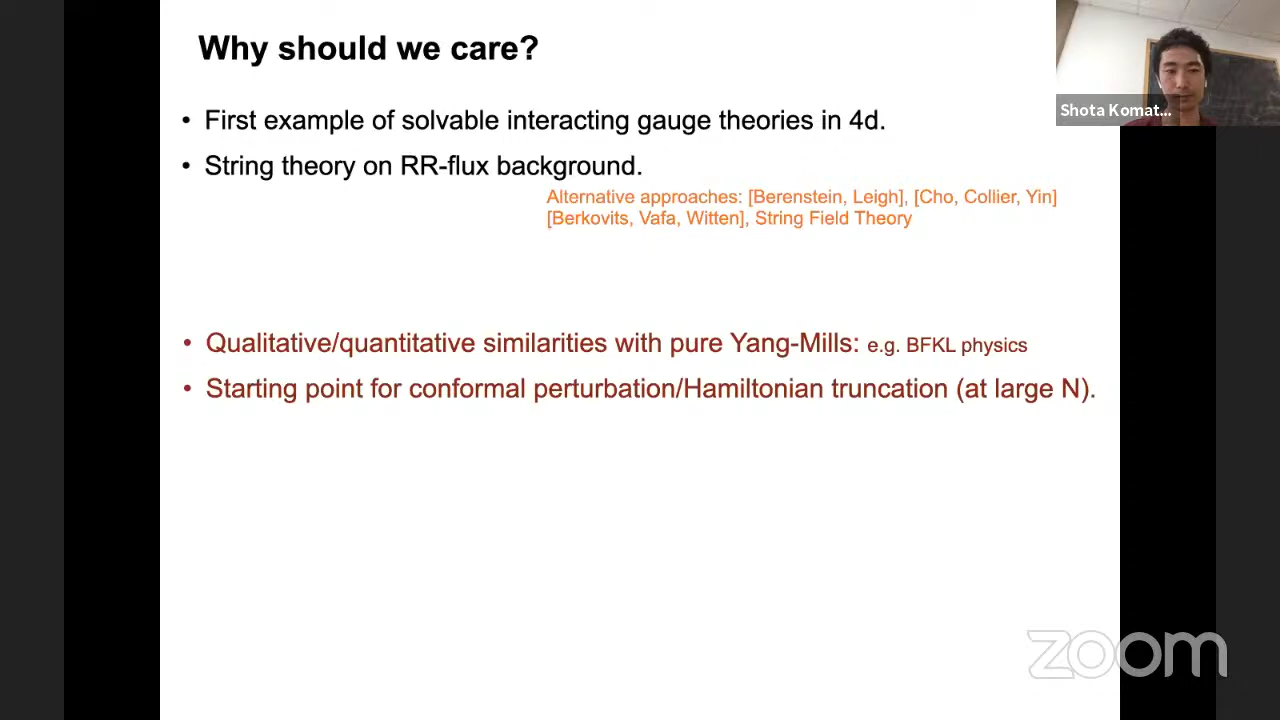 Why should we care?
Shota Komat...
• First example of solvable interacting gauge theories in 4d.
• String theory on RR-flux background.
Alternative approaches: [Berenstein, Leigh], [Cho, Collier, Yin]
[Berkovits, Vafa, Witten], String Field Theory
• Qualitative/quantitative similarities with pure Yang-Mills: e.g. BFKL physics
• Starting point for conformal perturbation/Hamiltonian truncation (at large N).
zoom